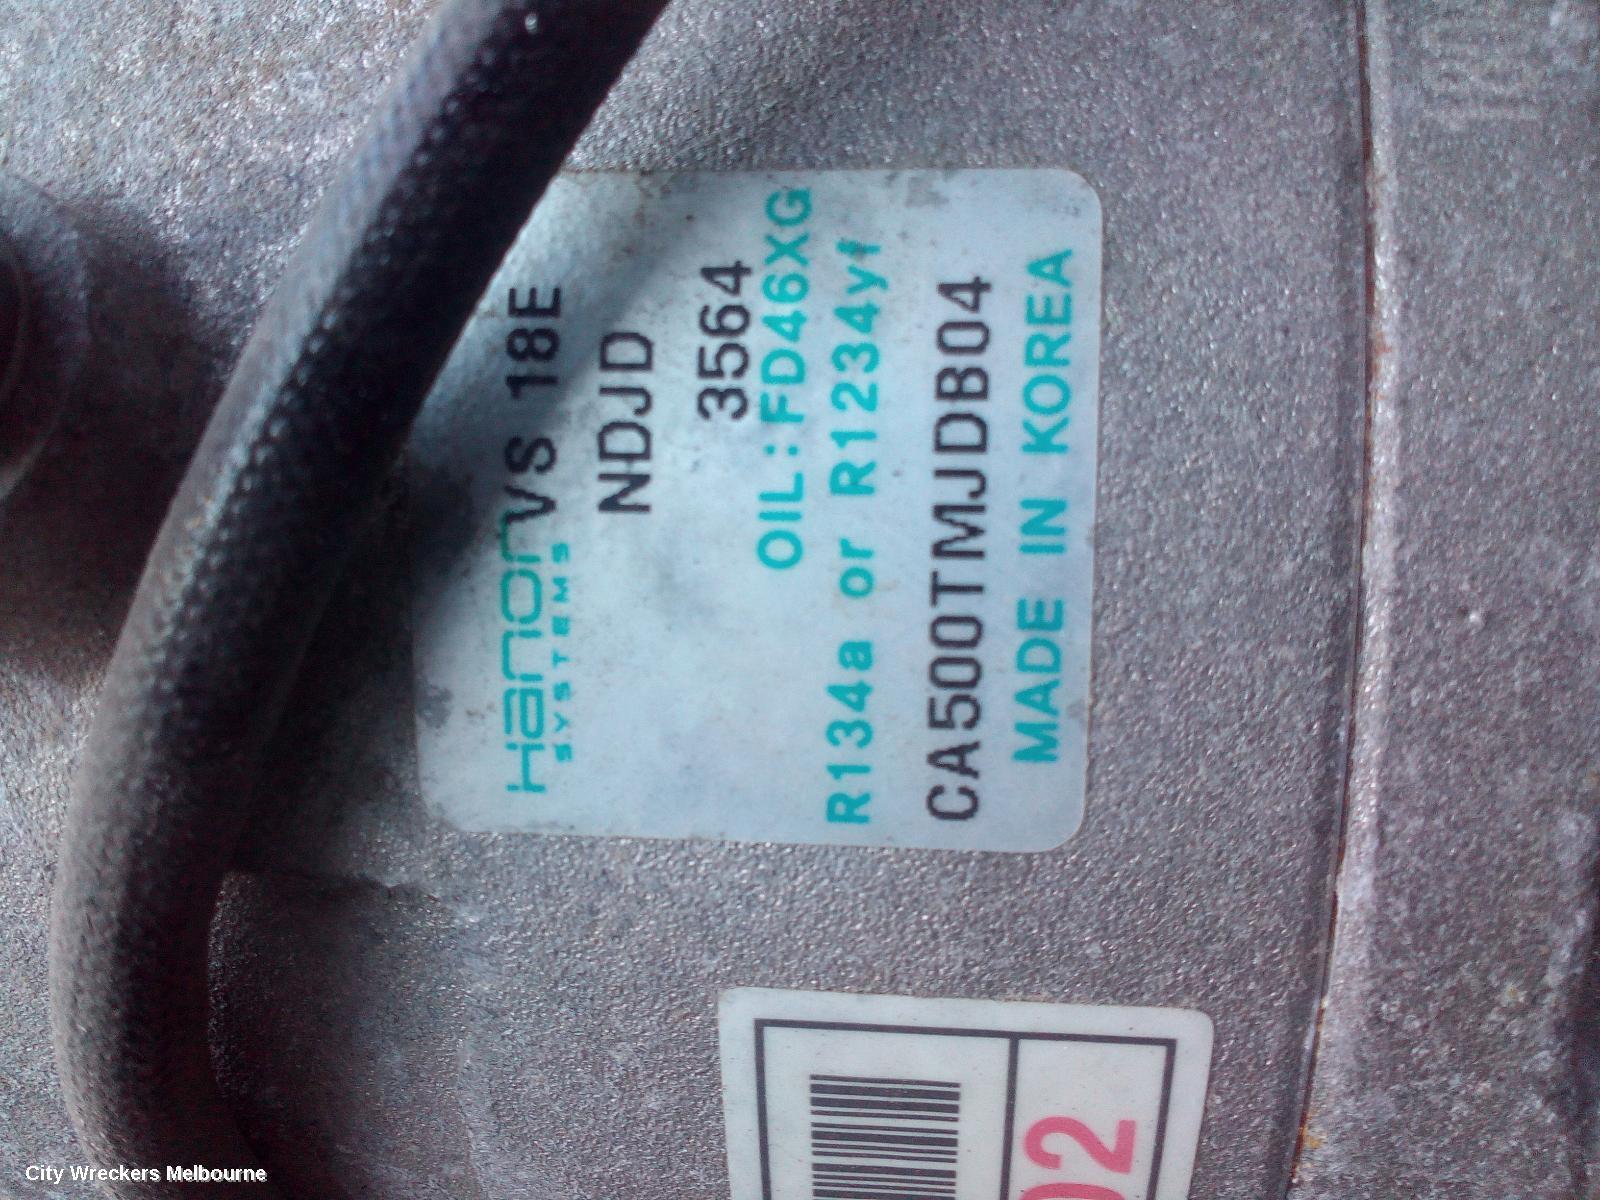 Hanon VS 18E
SYSTEMS
NDJD
3564
OIL:FD46XG
R134a or R1234yf
CA500TMJDB04
MADE IN KOREA
02
City Wreckers Melbourne